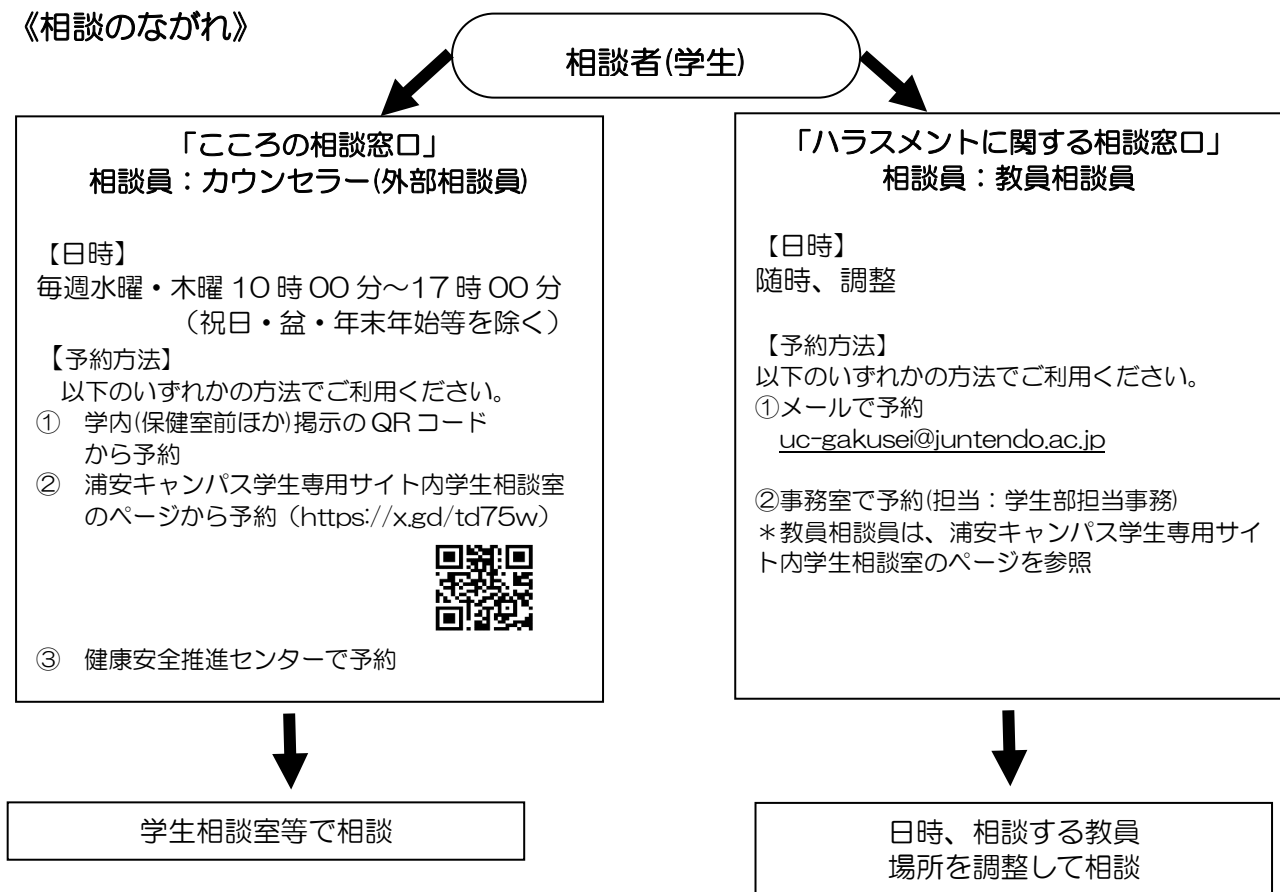 《相談のながれ》
相談者(学生)
「こころの相談窓口」
相談員：カウンセラー(外部相談員)
【日時】
毎週水曜・木曜 10 時 00 分～17 時 00 分
（祝日・盆・年末年始等を除く）
【予約方法】
以下のいずれかの方法でご利用ください。
① 学内(保健室前ほか)掲示の QR コード
から予約
② 浦安キャンパス学生専用サイト内学生相談室
のページから予約（https://x.gd/td75w）
③ 健康安全推進センターで予約
学生相談室等で相談
「ハラスメントに関する相談窓口」
相談員：教員相談員
【日時】
随時、調整
【予約方法】
以下のいずれかの方法でご利用ください。
①メールで予約
uc-gakusei@juntendo.ac.jp
②事務室で予約(担当：学生部担当事務)
＊教員相談員は、浦安キャンパス学生専用サイ
ト内学生相談室のページを参照
日時、相談する教員
場所を調整して相談